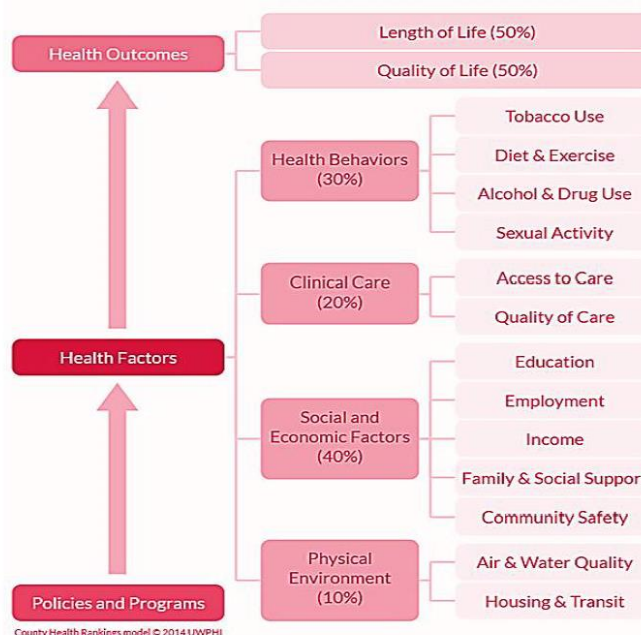 Health Outcomes
Length of Life (50%)
Quality of Life (50%)
Health Factors
Health Behaviors
(30%)
Tobacco Use
Diet & Exercise
Alcohol & Drug Use
Sexual Activity
Clinical Care
(20%)
Access to Care
Quality of Care
Social and
Economic Factors
(40%)
Education
Employment
Income
Family & Social Support
Community Safety
Physical
Environment
(10%)
Air & Water Quality
Housing & Transit
Policies and Programs
County Health Rankings model © 2014 UWPHI